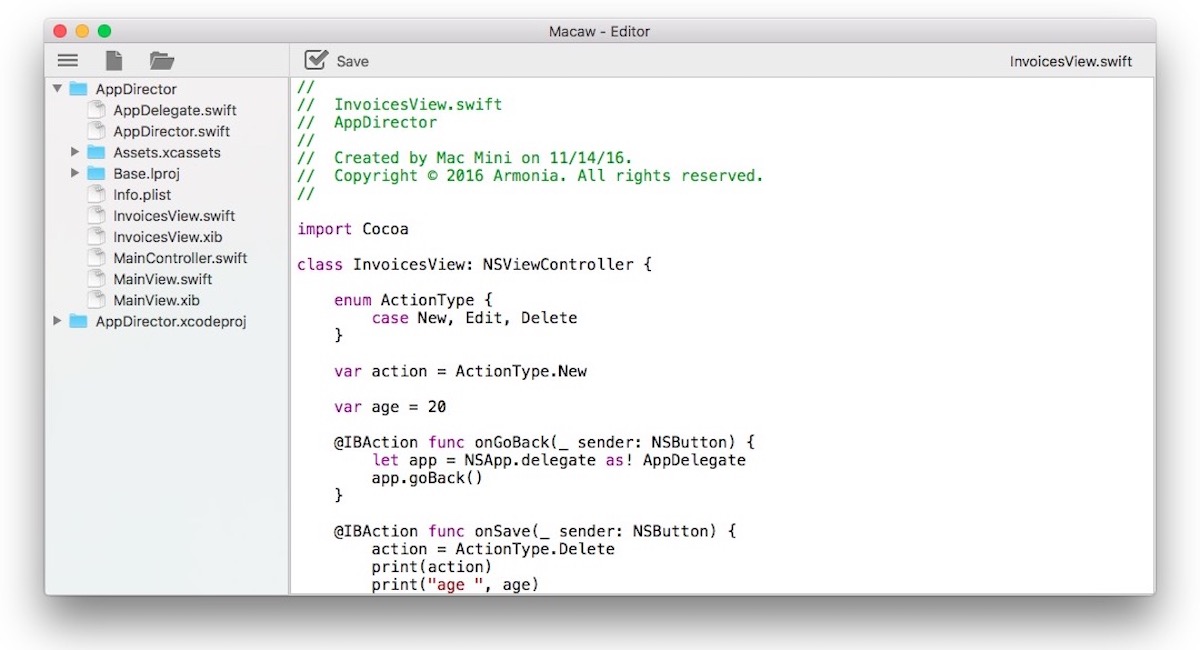 Macaw - Editor
Save
InvoicesView.swift
AppDirector
AppDelegate.swift
AppDirector.swift
Assets.xcassets
Base.lproj
Info.plist
InvoicesView.swift
InvoicesView.xib
MainController.swift
MainView.swift
MainView.xib
AppDirector.xcodeproj
//
//  InvoicesView.swift
//  AppDirector
//
//  Created by Mac Mini on 11/14/16.
//  Copyright © 2016 Armonia. All rights reserved.
//
import Cocoa
class InvoicesView: NSViewController {
    enum ActionType {
        case New, Edit, Delete
    }
    var action = ActionType.New
    var age = 20
    @IBAction func onGoBack(_ sender: NSButton) {
        let app = NSApp.delegate as! AppDelegate
        app.goBack()
    }
    @IBAction func onSave(_ sender: NSButton) {
        action = ActionType.Delete
        print(action)
        print("age ", age)